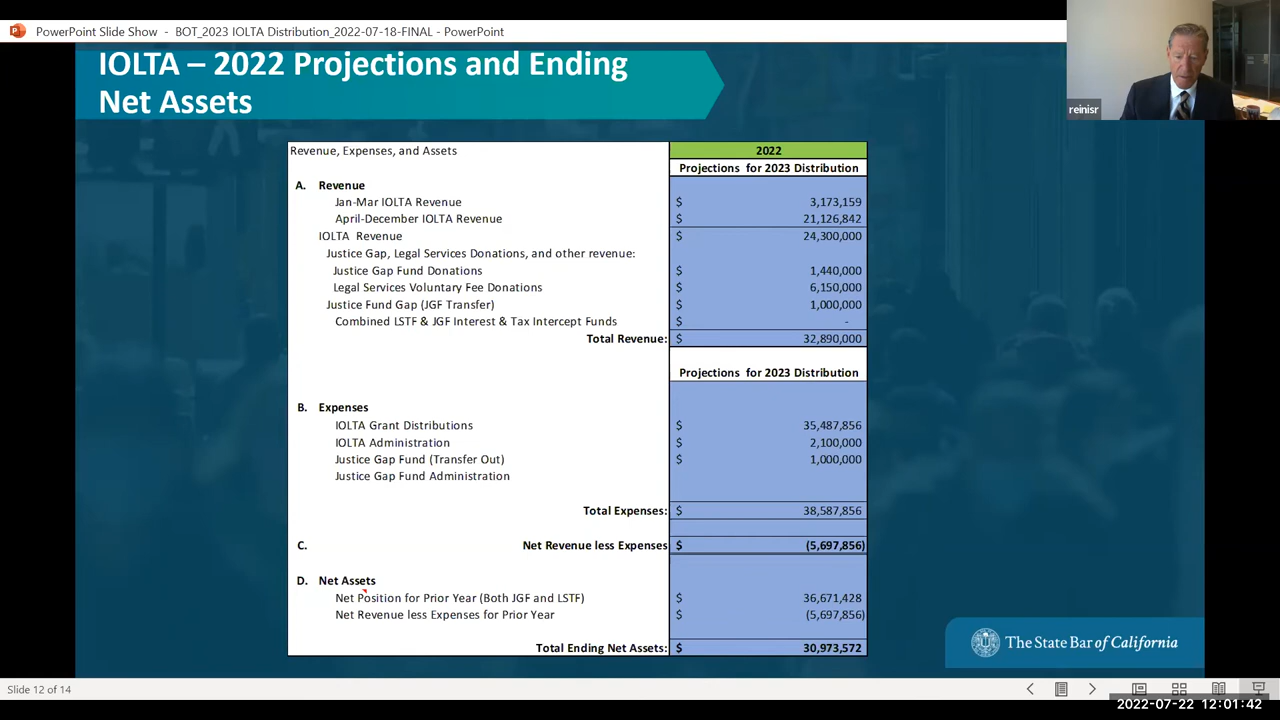 PowerPoint Slide Show - BOT_2023 IOLTA Distribution_2022-07-18-FINAL - PowerPoint
reinisr
IOLTA – 2022 Projections and Ending
Net Assets
Revenue, Expenses, and Assets 2022
Projections for 2023 Distribution
A. Revenue
Jan-Mar IOLTA Revenue $ 3,173,159
April-December IOLTA Revenue $ 21,126,842
IOLTA Revenue $ 24,300,000
Justice Gap, Legal Services Donations, and other revenue:
Justice Gap Fund Donations $ 1,440,000
Legal Services Voluntary Fee Donations $ 6,150,000
Justice Fund Gap (JGF Transfer) $ 1,000,000
Combined LSTF & JGF Interest & Tax Intercept Funds $ -
Total Revenue: $ 32,890,000
Projections for 2023 Distribution
B. Expenses
IOLTA Grant Distributions $ 35,487,856
IOLTA Administration $ 2,100,000
Justice Gap Fund (Transfer Out) $ 1,000,000
Justice Gap Fund Administration
Total Expenses: $ 38,587,856
C. Net Revenue less Expenses $ (5,697,856)
D. Net Assets
Net Position for Prior Year (Both JGF and LSTF) $ 36,671,428
Net Revenue less Expenses for Prior Year $ (5,697,856)
Total Ending Net Assets: $ 30,973,572
The State Bar of California
Slide 12 of 14
2022-07-22 12:01:42